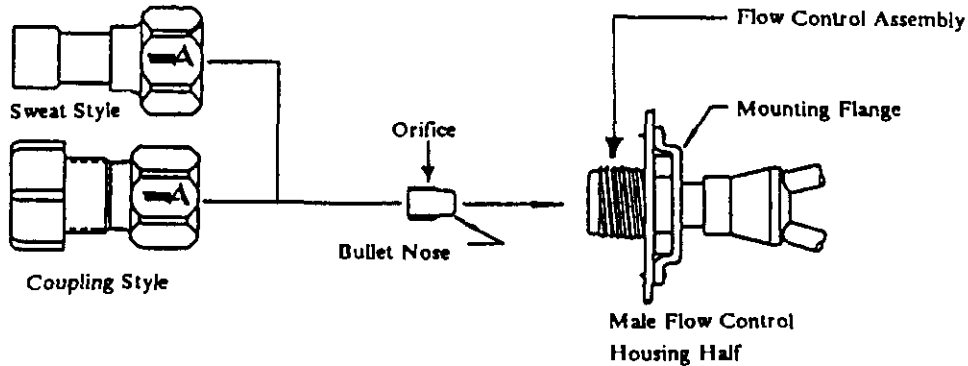 Flow Control Assembly
Sweat Style
Orifice
Mounting Flange
Bullet Nose
Coupling Style
Male Flow Control
Housing Half